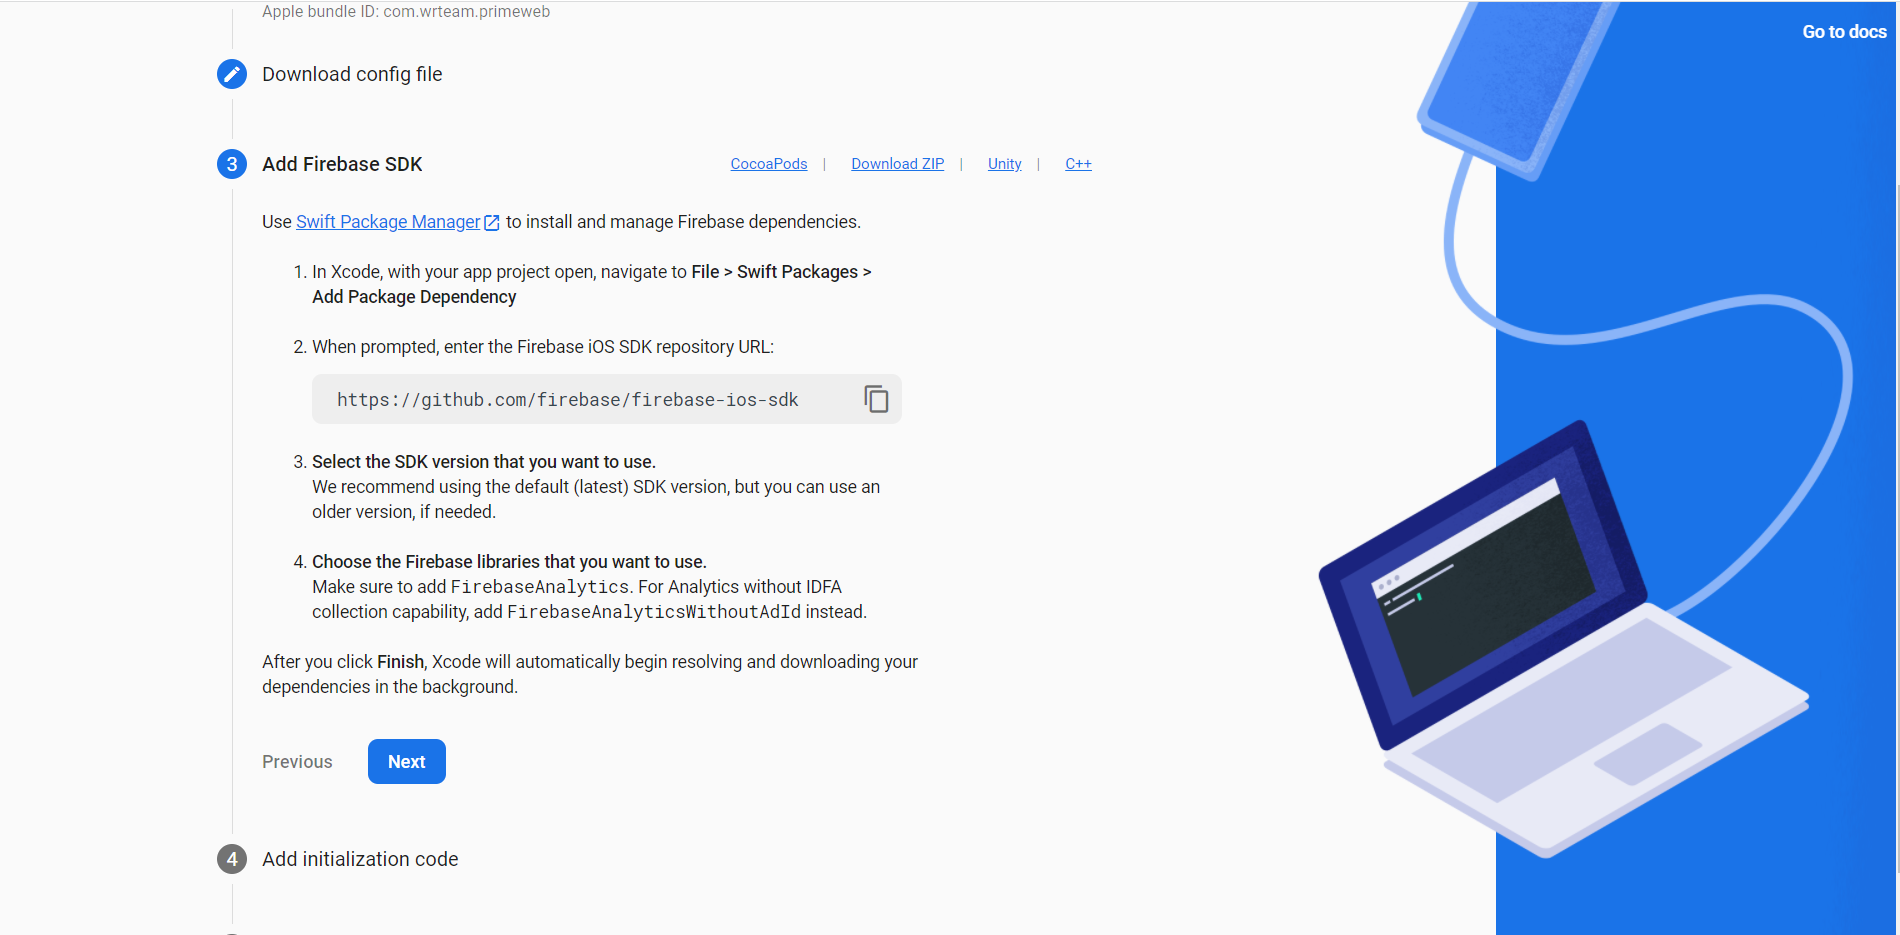 Apple bundle ID: com.wrteam.primeweb
Go to docs
Download config file
3 Add Firebase SDK CocoaPods | Download ZIP | Unity | C++
Use Swift Package Manager to install and manage Firebase dependencies.
1. In Xcode, with your app project open, navigate to File > Swift Packages >
Add Package Dependency
2. When prompted, enter the Firebase iOS SDK repository URL:
https://github.com/firebase/firebase-ios-sdk
3. Select the SDK version that you want to use.
We recommend using the default (latest) SDK version, but you can use an
older version, if needed.
4. Choose the Firebase libraries that you want to use.
Make sure to add FirebaseAnalytics. For Analytics without IDFA
collection capability, add FirebaseAnalyticsWithoutAdId instead.
After you click Finish, Xcode will automatically begin resolving and downloading your
dependencies in the background.
Previous Next
4 Add initialization code